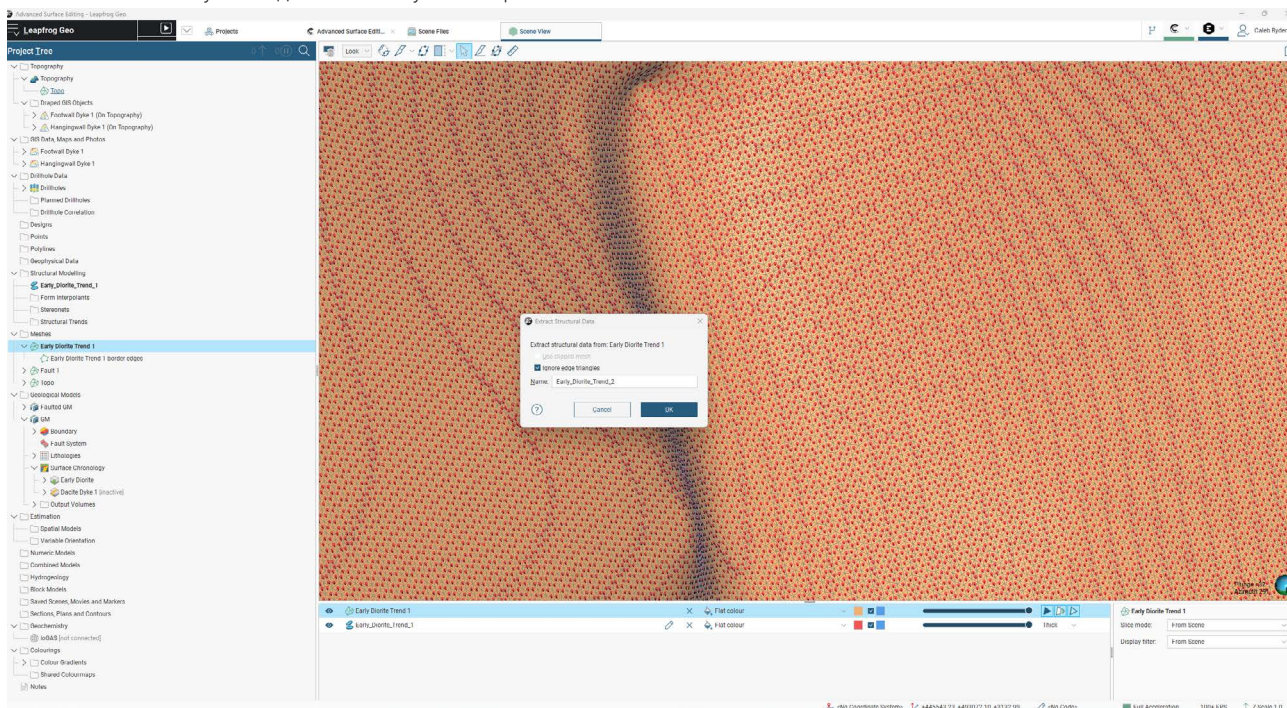 Advanced Surface Editing - Leapfrog Geo
Leapfrog Geo
Projects
Advanced Surface Editi...
Scene Files
Scene View
Caleb Ryder
Project Tree
Look
Topography
Topography
Topo
Draped GIS Objects
Footwall Dyke 1 (On Topography)
Hangingwall Dyke 1 (On Topography)
GIS Data, Maps and Photos
Footwall Dyke 1
Hangingwall Dyke 1
Drillhole Data
Drillholes
Planned Drillholes
Drillhole Correlation
Designs
Points
Polylines
Geophysical Data
Structural Modelling
Early_Diorite_Trend_1
Form Interpolants
Stereonets
Structural Trends
Meshes
Early Diorite Trend 1
Early Diorite Trend 1 border edges
Fault 1
Topo
Geological Models
Faulted GM
GM
Boundary
Fault System
Lithologies
Surface Chronology
Early Diorite
Dacite Dyke 1 [inactive]
Output Volumes
Estimation
Spatial Models
Variable Orientation
Numeric Models
Combined Models
Hydrogeology
Block Models
Saved Scenes, Movies and Markers
Sections, Plans and Contours
Geochemistry
ioGAS [not connected]
Colourings
Colour Gradients
Shared Colourmaps
Notes
Extract Structural Data
Extract structural data from: Early Diorite Trend 1
Use clipped mesh
Ignore edge triangles
Name: Early_Diorite_Trend_2
Cancel
OK
Early Diorite Trend 1
Flat colour
Early_Diorite_Trend_1
Flat colour
Thick
Early Diorite Trend 1
Slice mode: From Scene
Display filter: From Scene
<No Coordinate System>
+493072.10
<No Code>
Full Acceleration
100+ FPS
Z Scale 1.0